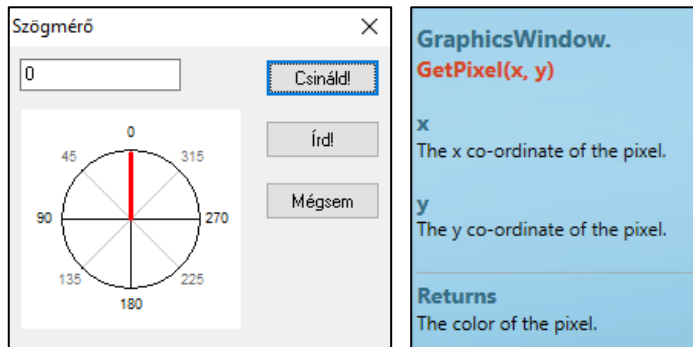 Szögmérő
0
Csináld!
Írd!
Mégsem
0
45
315
90
270
135
225
180
GraphicsWindow.
GetPixel(x, y)
x
The x co-ordinate of the pixel.
y
The y co-ordinate of the pixel.
Returns
The color of the pixel.